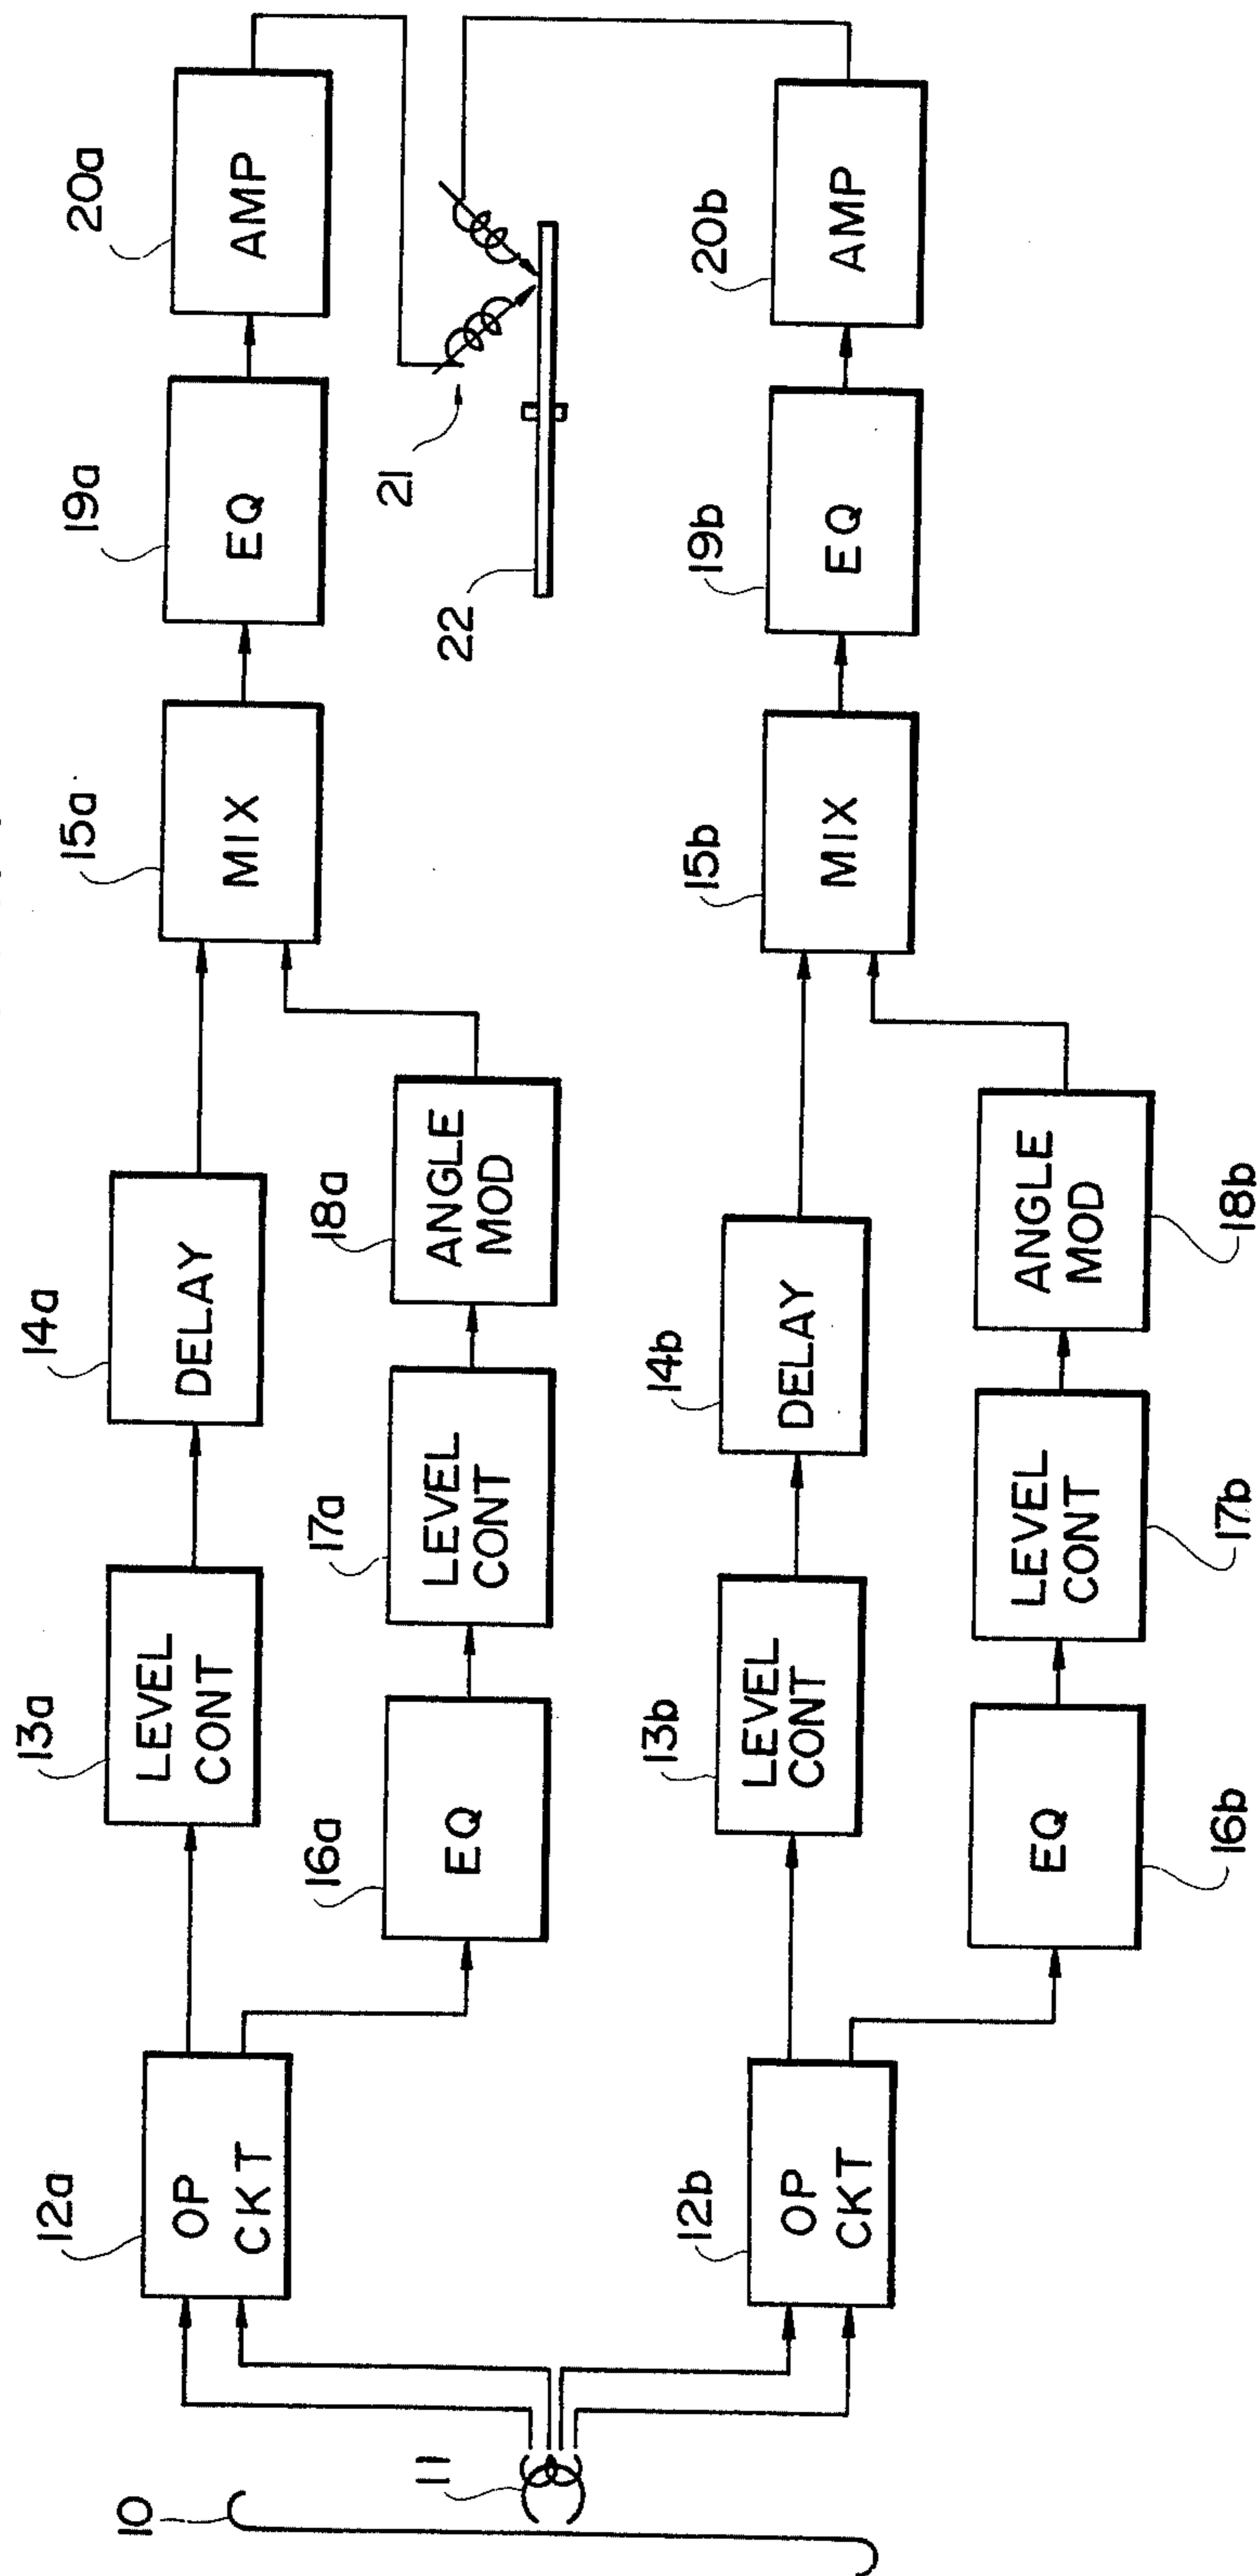 10
11
12a
OP
CKT
13a
LEVEL
CONT
14a
DELAY
15a
MIX
19a
EQ
20a
AMP
16a
EQ
17a
LEVEL
CONT
18a
ANGLE
MOD
21
22
12b
OP
CKT
13b
LEVEL
CONT
14b
DELAY
15b
MIX
19b
EQ
20b
AMP
EQ
16b
LEVEL
CONT
17b
ANGLE
MOD
18b